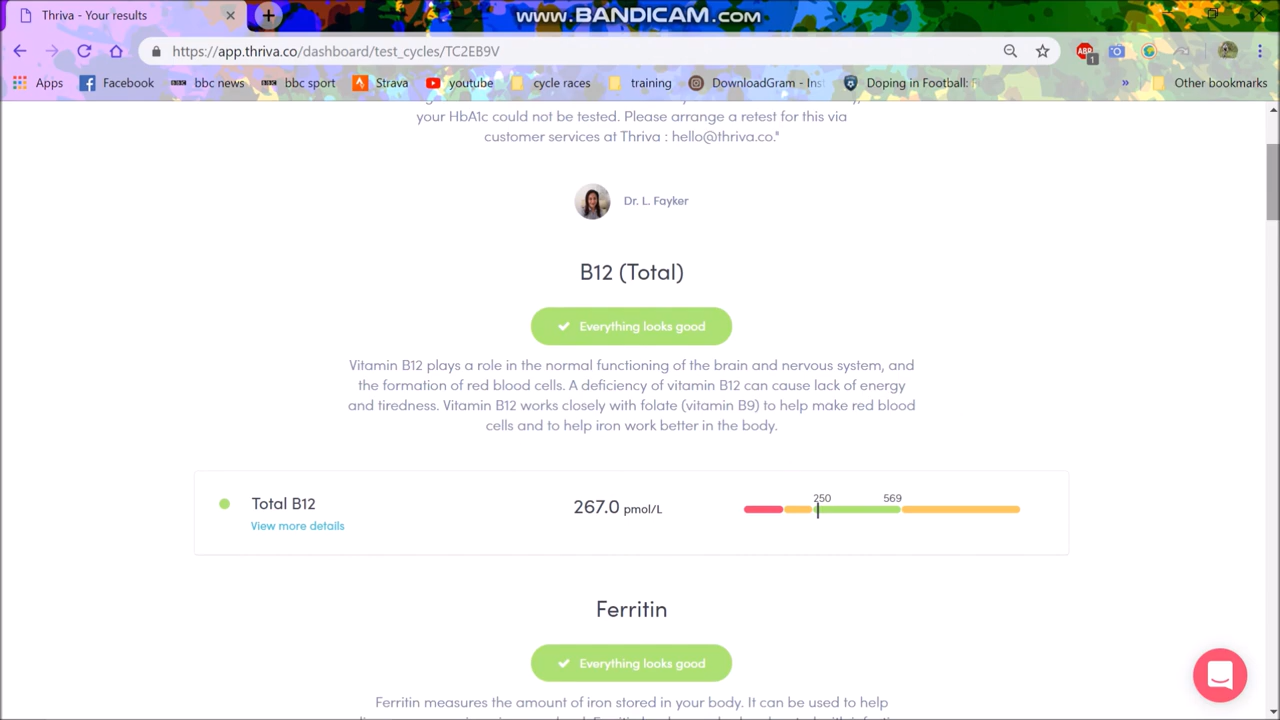 Thriva - Your results
www.BANDICAM.com
https://app.thriva.co/dashboard/test_cycles/TC2EB9V
ABP
1
Apps
Facebook
BBC
bbc news
BBC
bbc sport
Strava
youtube
cycle races
training
DownloadGram - Inst
Doping in Football:
»
Other bookmarks
your HbA1c could not be tested. Please arrange a retest for this via
customer services at Thriva : hello@thriva.co."
Dr. L. Fayker
B12 (Total)
Everything looks good
Vitamin B12 plays a role in the normal functioning of the brain and nervous system, and
the formation of red blood cells. A deficiency of vitamin B12 can cause lack of energy
and tiredness. Vitamin B12 works closely with folate (vitamin B9) to help make red blood
cells and to help iron work better in the body.
Total B12
View more details
267.0 pmol/L
250
569
Ferritin
Everything looks good
Ferritin measures the amount of iron stored in your body. It can be used to help